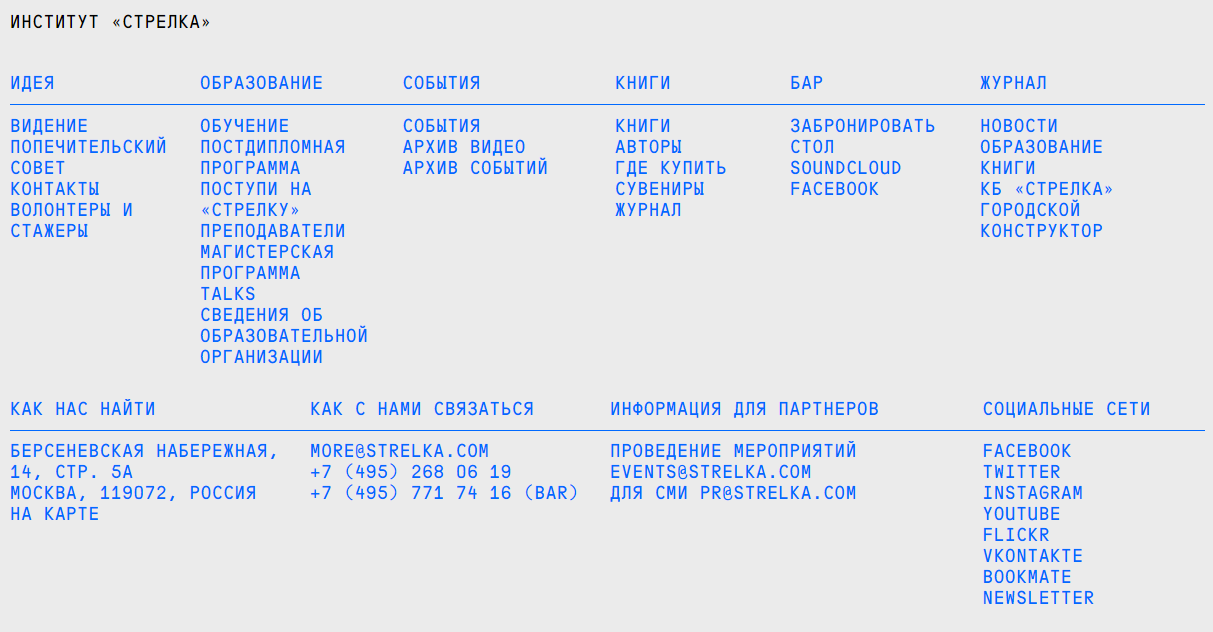 ИНСТИТУТ «СТРЕЛКА»
ИДЕЯ
ВИДЕНИЕ
ПОПЕЧИТЕЛЬСКИЙ
СОВЕТ
КОНТАКТЫ
ВОЛОНТЕРЫ И
СТАЖЕРЫ
ОБРАЗОВАНИЕ
ОБУЧЕНИЕ
ПОСТДИПЛОМНАЯ
ПРОГРАММА
ПОСТУПИ НА
«СТРЕЛКУ»
ПРЕПОДАВАТЕЛИ
МАГИСТЕРСКАЯ
ПРОГРАММА
TALKS
СВЕДЕНИЯ ОБ
ОБРАЗОВАТЕЛЬНОЙ
ОРГАНИЗАЦИИ
СОБЫТИЯ
СОБЫТИЯ
АРХИВ ВИДЕО
АРХИВ СОБЫТИЙ
КНИГИ
КНИГИ
АВТОРЫ
ГДЕ КУПИТЬ
СУВЕНИРЫ
ЖУРНАЛ
БАР
ЗАБРОНИРОВАТЬ
СТОЛ
SOUNDCLOUD
FACEBOOK
ЖУРНАЛ
НОВОСТИ
ОБРАЗОВАНИЕ
КНИГИ
КБ «СТРЕЛКА»
ГОРОДСКОЙ
КОНСТРУКТОР
КАК НАС НАЙТИ
БЕРСЕНЕВСКАЯ НАБЕРЕЖНАЯ,
14, СТР. 5А
МОСКВА, 119072, РОССИЯ
НА КАРТЕ
КАК С НАМИ СВЯЗАТЬСЯ
MORE@STRELKA.COM
+7 (495) 268 06 19
+7 (495) 771 74 16 (BAR)
ИНФОРМАЦИЯ ДЛЯ ПАРТНЕРОВ
ПРОВЕДЕНИЕ МЕРОПРИЯТИЙ
EVENTS@STRELKA.COM
ДЛЯ СМИ PR@STRELKA.COM
СОЦИАЛЬНЫЕ СЕТИ
FACEBOOK
TWITTER
INSTAGRAM
YOUTUBE
FLICKR
VKONTAKTE
BOOKMATE
NEWSLETTER